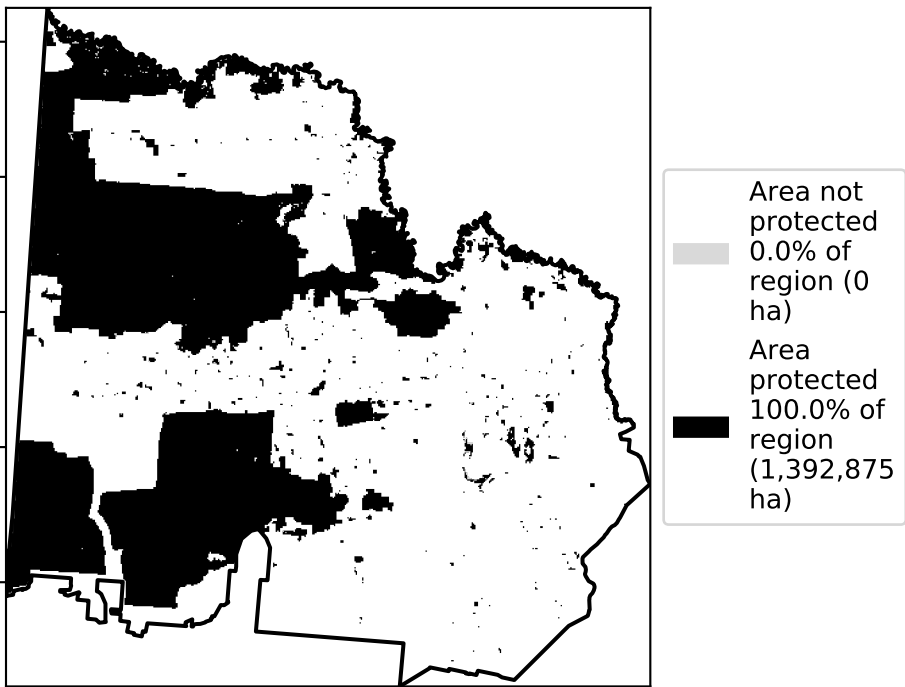 Area not
protected
0.0% of
region (0
ha)
Area
protected
100.0% of
region
(1,392,875
ha)